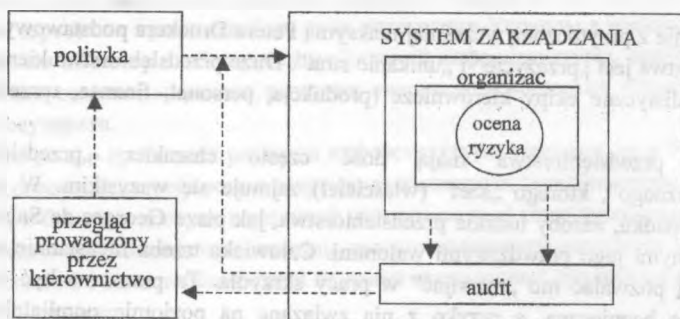 polityka
SYSTEM ZARZĄDZANIA
organizac
ocena
ryzyka
przegląd
prowadzony
przez
kierownictwo
audit